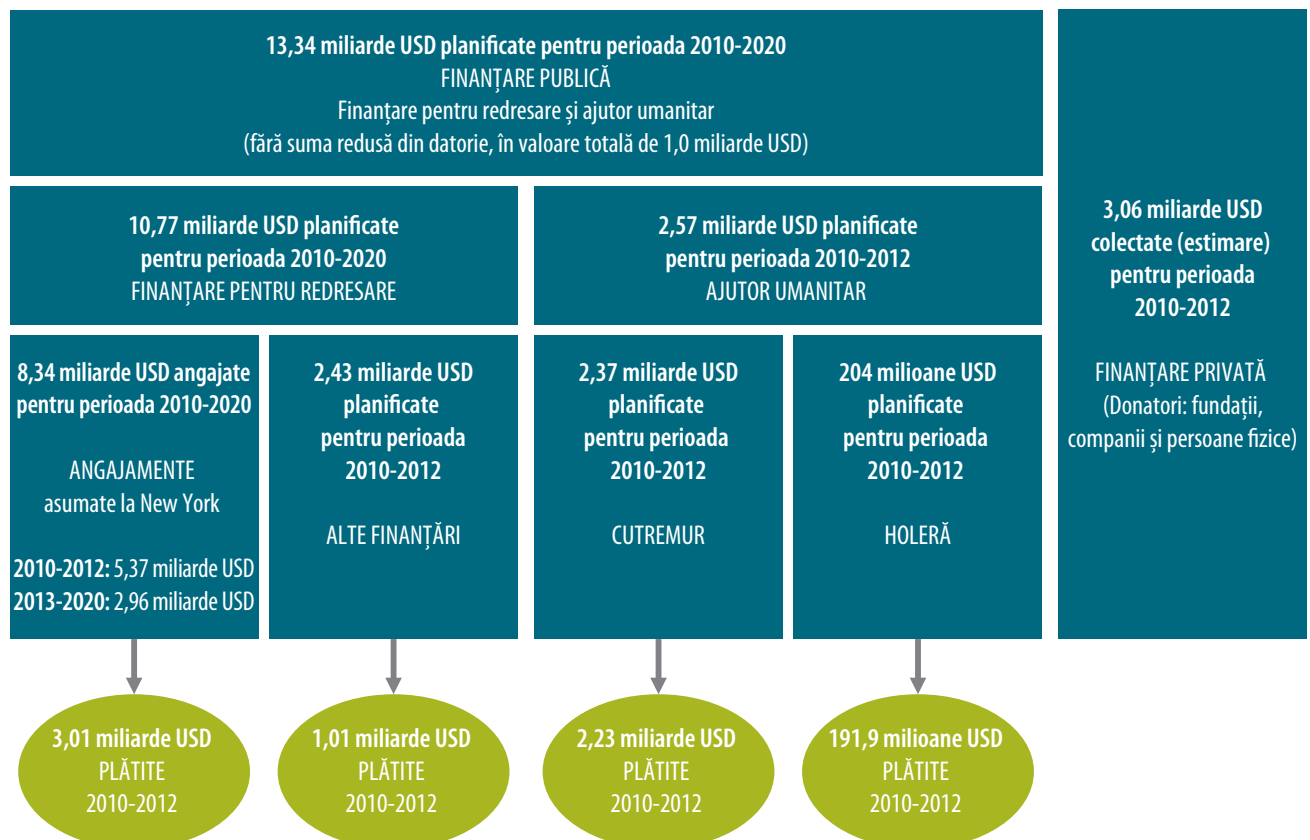 13,34 miliarde USD planificate pentru perioada 2010-2020
FINANȚARE PUBLICĂ
Finanțare pentru redresare și ajutor umanitar
(fără suma redusă din datorie, în valoare totală de 1,0 miliarde USD)
10,77 miliarde USD planificate
pentru perioada 2010-2020
FINANȚARE PENTRU REDRESARE
2,57 miliarde USD planificate
pentru perioada 2010-2012
AJUTOR UMANITAR
3,06 miliarde USD
colectate (estimare)
pentru perioada
2010-2012
FINANȚARE PRIVATĂ
(Donatori: fundații,
companii și persoane fizice)
8,34 miliarde USD angajate
pentru perioada 2010-2020
ANGAJAMENTE
asumate la New York
2010-2012: 5,37 miliarde USD
2013-2020: 2,96 miliarde USD
2,43 miliarde USD
planificate
pentru perioada
2010-2012
ALTE FINANȚĂRI
2,37 miliarde USD
planificate
pentru perioada
2010-2012
CUTREMUR
204 milioane USD
planificate
pentru perioada
2010-2012
HOLERĂ
3,01 miliarde USD
PLĂTITE
2010-2012
1,01 miliarde USD
PLĂTITE
2010-2012
2,23 miliarde USD
PLĂTITE
2010-2012
191,9 milioane USD
PLĂTITE
2010-2012